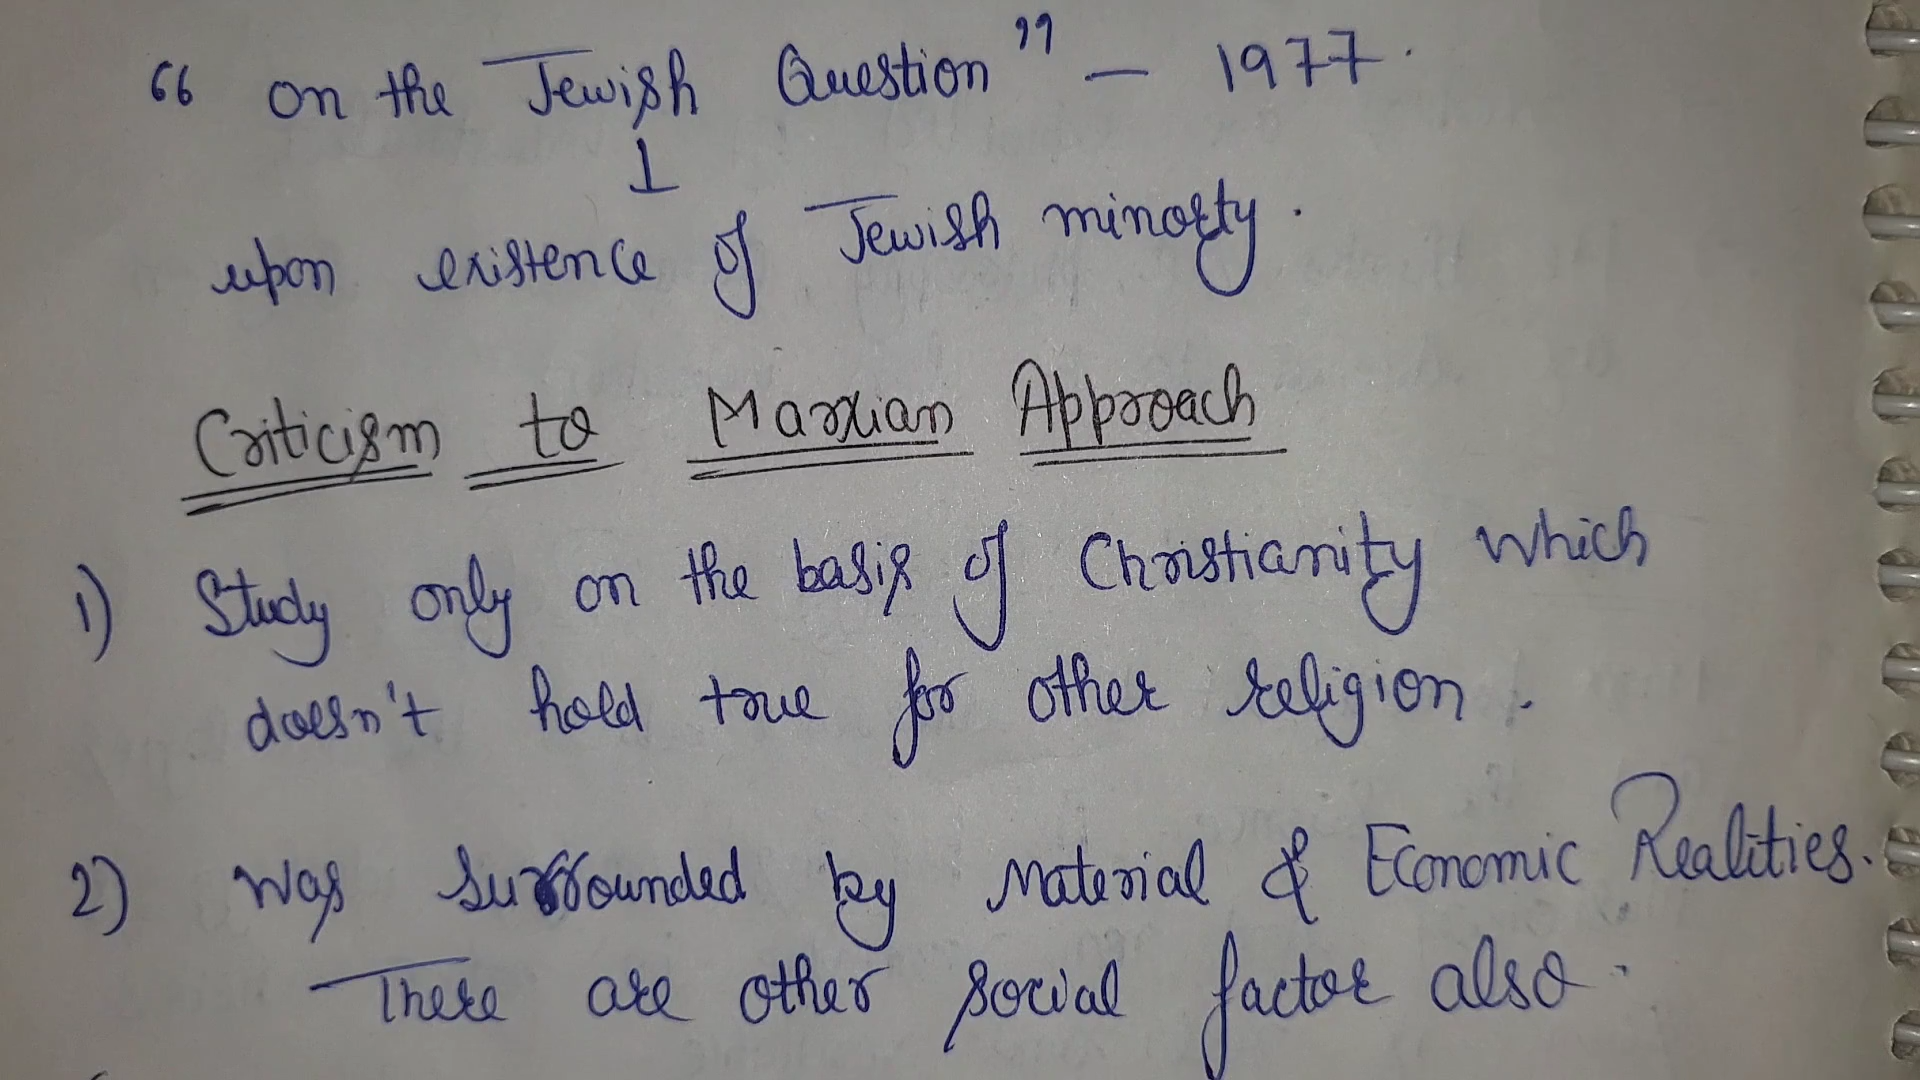 “ on the Jewish Question ” – 1977.
upon existence of Jewish minorty.
Criticism to Marxian Approach
1) Study only on the basis of Christianity which
doesn't hold true for other religion.
2) Was surrounded by Material & Economic Realities.
There are other social factor also.